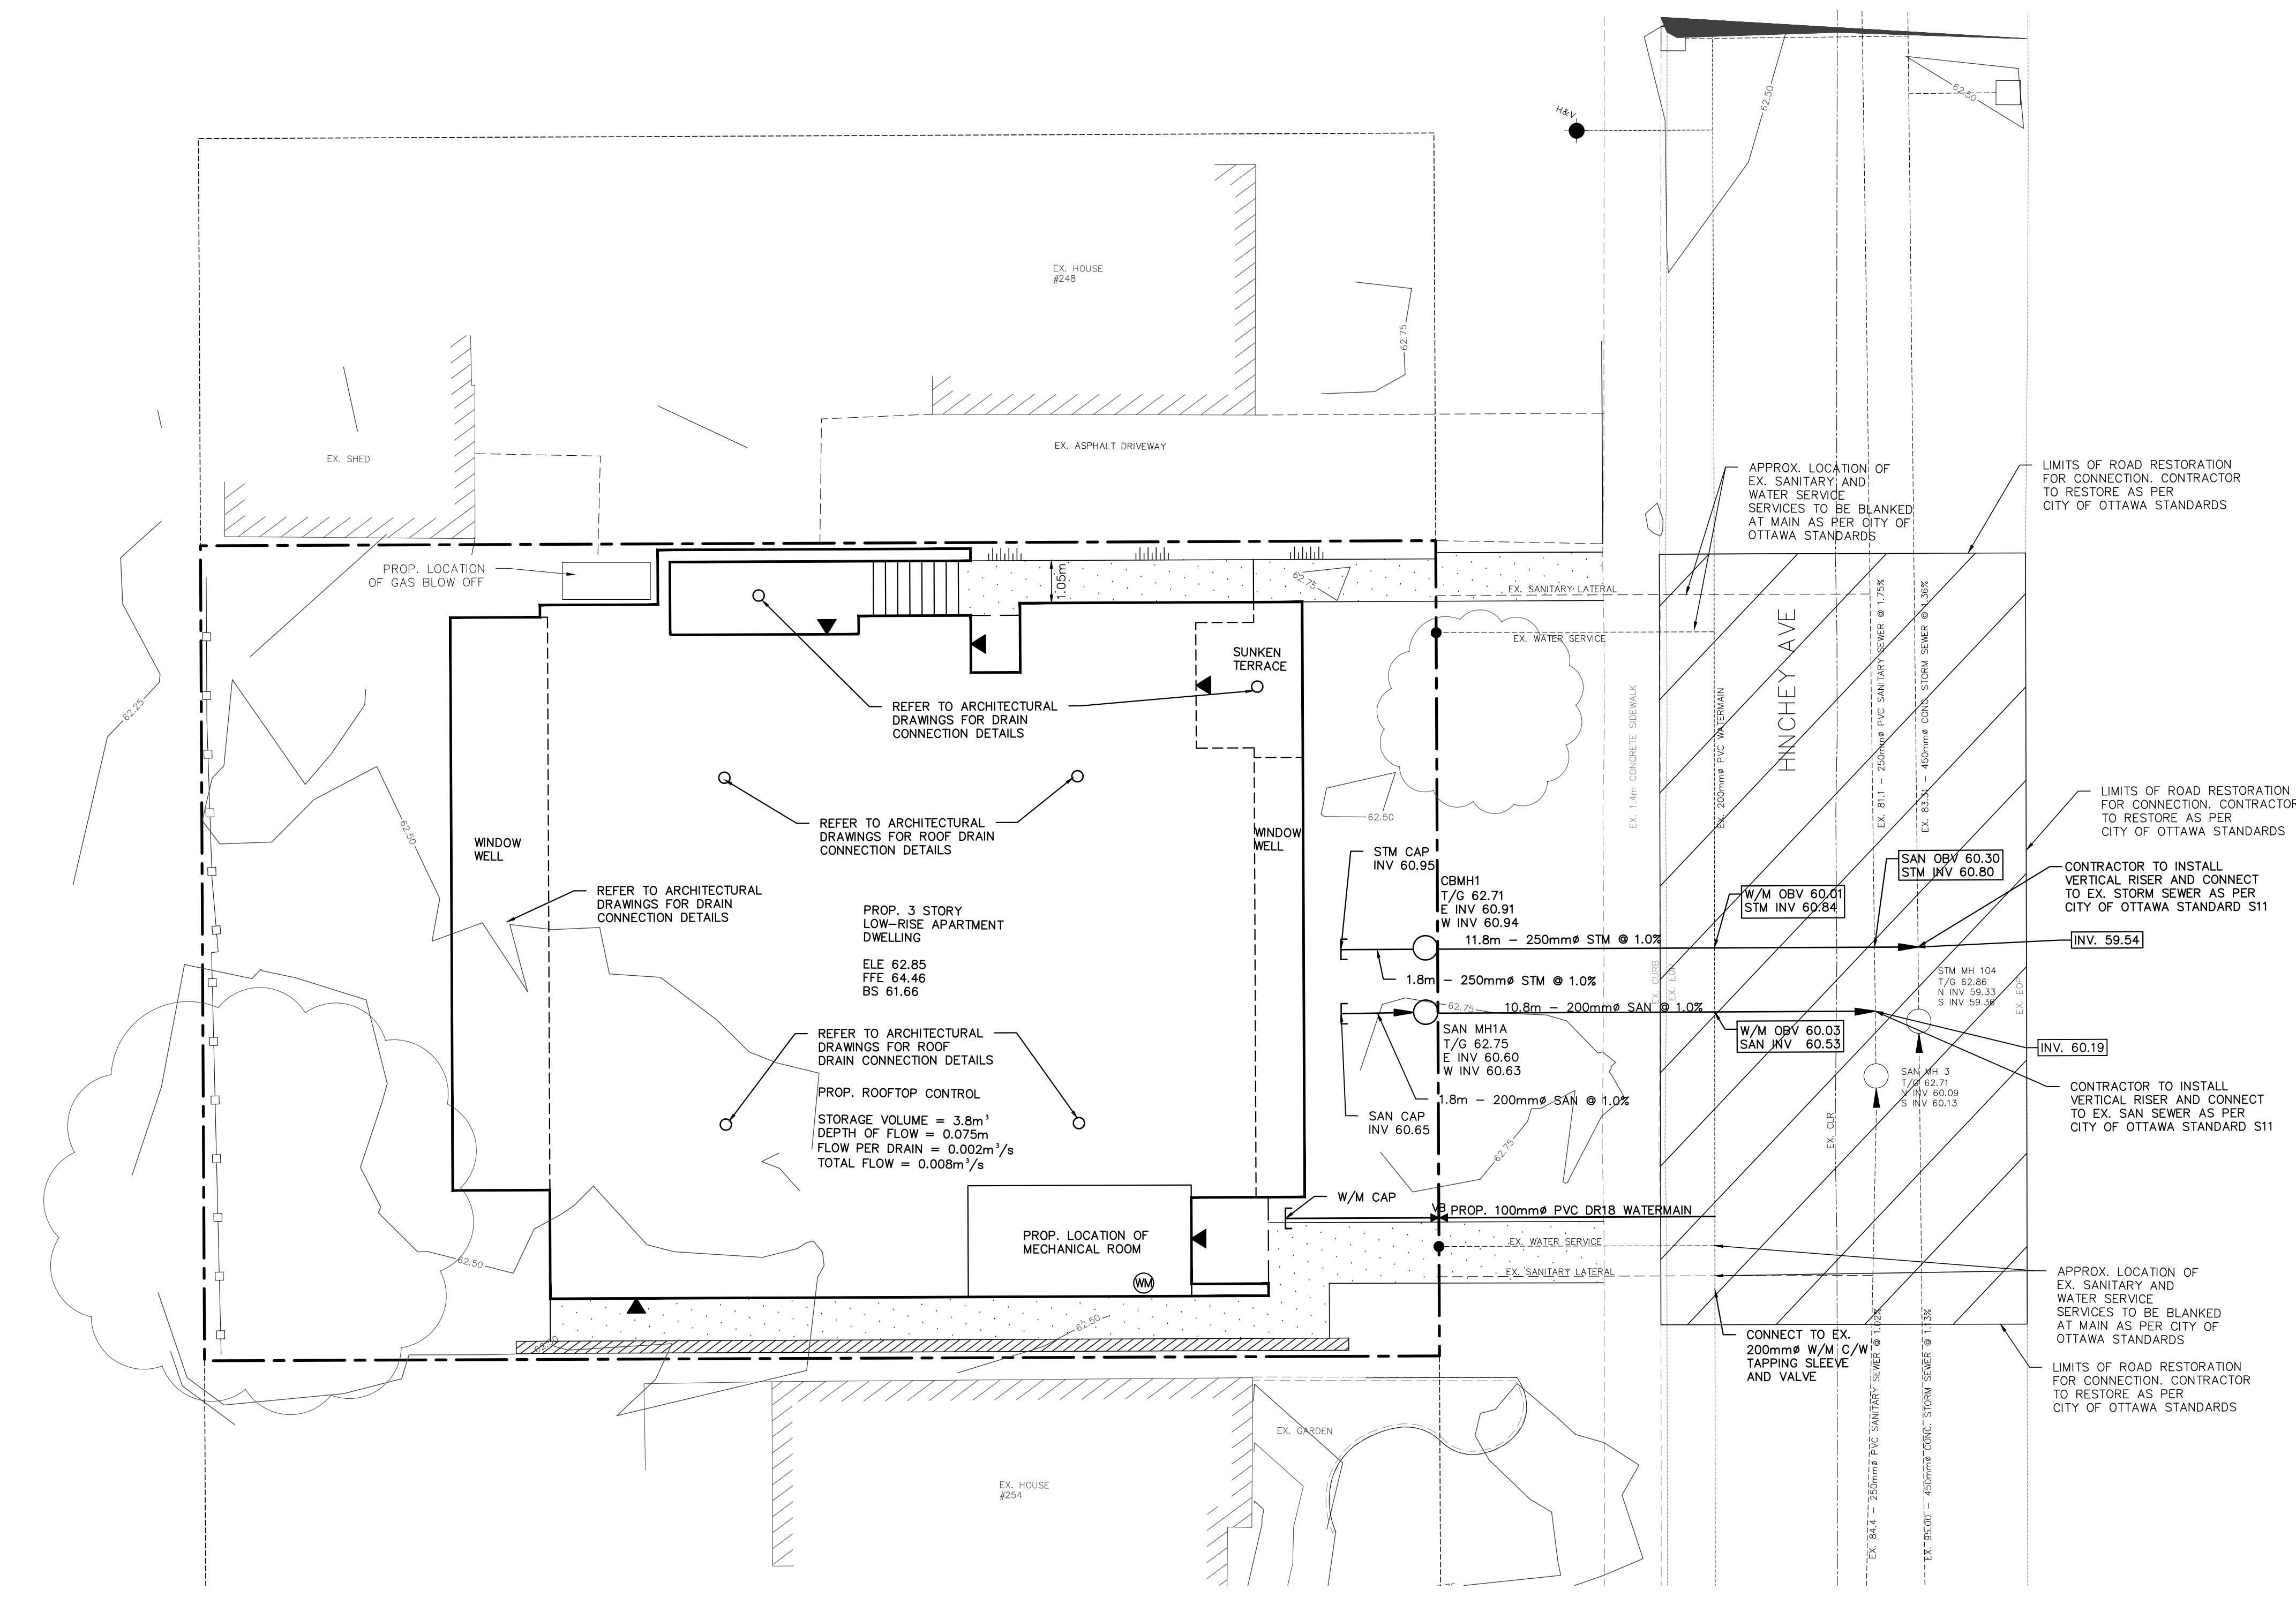 62.50
62.50
H&V
EX. HOUSE
#248
62.75
EX. SHED
EX. ASPHALT DRIVEWAY
APPROX. LOCATION OF
EX. SANITARY AND
WATER SERVICE
SERVICES TO BE BLANKED
AT MAIN AS PER CITY OF
OTTAWA STANDARDS
LIMITS OF ROAD RESTORATION
FOR CONNECTION. CONTRACTOR
TO RESTORE AS PER
CITY OF OTTAWA STANDARDS
PROP. LOCATION
OF GAS BLOW OFF
1.05m
62.75
EX. SANITARY LATERAL
EX. WATER SERVICE
SUNKEN
TERRACE
62.25
REFER TO ARCHITECTURAL
DRAWINGS FOR DRAIN
CONNECTION DETAILS
EX. 1.4m CONCRETE SIDEWALK
EX. 200mmø PVC WATERMAIN
HINCHEY AVE
EX. 81.1 - 250mmø PVC SANITARY SEWER @ 1.75%
EX. 83.31 - 450mmø CONC STORM SEWER @ 1.36%
62.50
WINDOW
WELL
REFER TO ARCHITECTURAL
DRAWINGS FOR ROOF DRAIN
CONNECTION DETAILS
WINDOW
WELL
62.50
LIMITS OF ROAD RESTORATION
FOR CONNECTION. CONTRACTOR
TO RESTORE AS PER
CITY OF OTTAWA STANDARDS
STM CAP
INV 60.95
CBMH1
T/G 62.71
E INV 60.91
W INV 60.94
W/M OBV 60.01
STM INV 60.84
SAN OBV 60.30
STM INV 60.80
CONTRACTOR TO INSTALL
VERTICAL RISER AND CONNECT
TO EX. STORM SEWER AS PER
CITY OF OTTAWA STANDARD S11
REFER TO ARCHITECTURAL
DRAWINGS FOR DRAIN
CONNECTION DETAILS
PROP. 3 STORY
LOW-RISE APARTMENT
DWELLING
ELE 62.85
FFE 64.46
BS 61.66
11.8m - 250mmø STM @ 1.0%
INV. 59.54
1.8m - 250mmø STM @ 1.0%
EX. CURB
EX. EOP
STM MH 104
T/G 62.86
N INV 59.33
S INV 59.36
EX. EOP
62.75
10.8m - 200mmø SAN @ 1.0%
SAN MH1A
T/G 62.75
E INV 60.60
W INV 60.63
W/M OBV 60.03
SAN INV 60.53
INV. 60.19
REFER TO ARCHITECTURAL
DRAWINGS FOR ROOF
DRAIN CONNECTION DETAILS
SAN MH 3
T/G 62.71
N INV 60.09
S INV 60.13
CONTRACTOR TO INSTALL
VERTICAL RISER AND CONNECT
TO EX. SAN SEWER AS PER
CITY OF OTTAWA STANDARD S11
PROP. ROOFTOP CONTROL
STORAGE VOLUME = 3.8m³
DEPTH OF FLOW = 0.075m
FLOW PER DRAIN = 0.002m³/s
TOTAL FLOW = 0.008m³/s
1.8m - 200mmø SAN @ 1.0%
SAN CAP
INV 60.65
62.75
EX. CLR
W/M CAP
VB
PROP. 100mmø PVC DR18 WATERMAIN
PROP. LOCATION OF
MECHANICAL ROOM
WM
62.50
EX. WATER SERVICE
EX. SANITARY LATERAL
APPROX. LOCATION OF
EX. SANITARY AND
WATER SERVICE
SERVICES TO BE BLANKED
AT MAIN AS PER CITY OF
OTTAWA STANDARDS
62.50
CONNECT TO EX.
200mmø W/M C/W
TAPPING SLEEVE
AND VALVE
EX. 84.4 - 250mmø PVC SANITARY SEWER @ 1.02%
EX. 95.00 - 450mmø CONC. STORM SEWER @ 1.13%
LIMITS OF ROAD RESTORATION
FOR CONNECTION. CONTRACTOR
TO RESTORE AS PER
CITY OF OTTAWA STANDARDS
EX. GARDEN
EX. HOUSE
#254